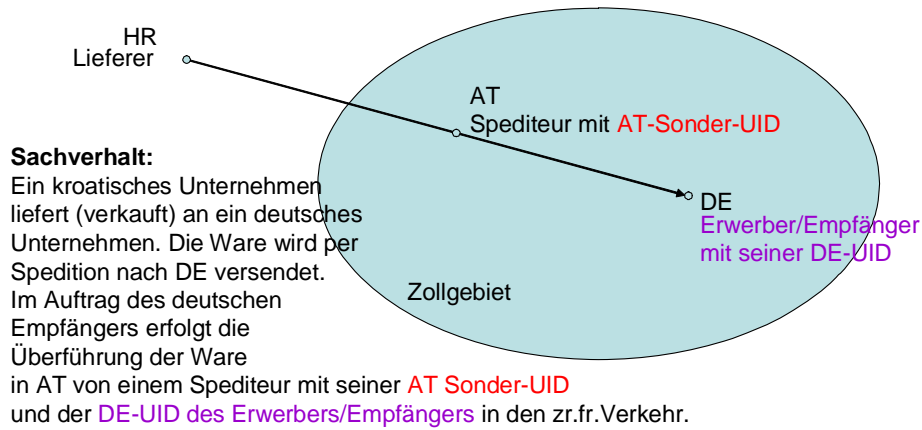 HR
Lieferer
AT
Spediteur mit AT-Sonder-UID
Sachverhalt:
Ein kroatisches Unternehmen
liefert (verkauft) an ein deutsches
Unternehmen. Die Ware wird per
Spedition nach DE versendet.
Im Auftrag des deutschen
Empfängers erfolgt die
Überführung der Ware
in AT von einem Spediteur mit seiner AT Sonder-UID
und der DE-UID des Erwerbers/Empfängers in den zr.fr.Verkehr.
DE
Erwerber/Empfänger
mit seiner DE-UID
Zollgebiet